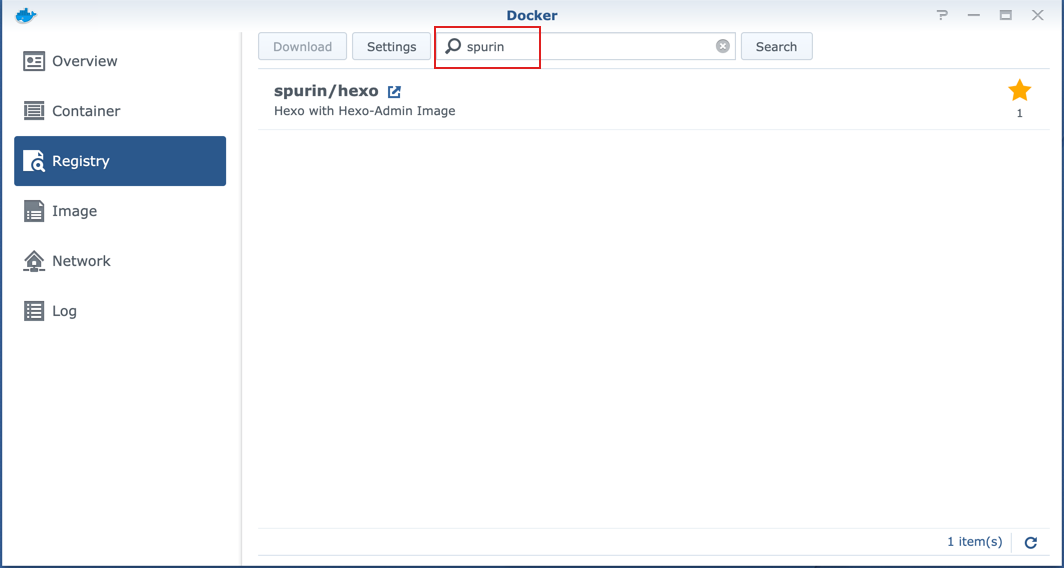 Docker
?
Overview
Container
Registry
Image
Network
Log
Download
Settings
spurin
Search
spurin/hexo
Hexo with Hexo-Admin Image
1
1 item(s)